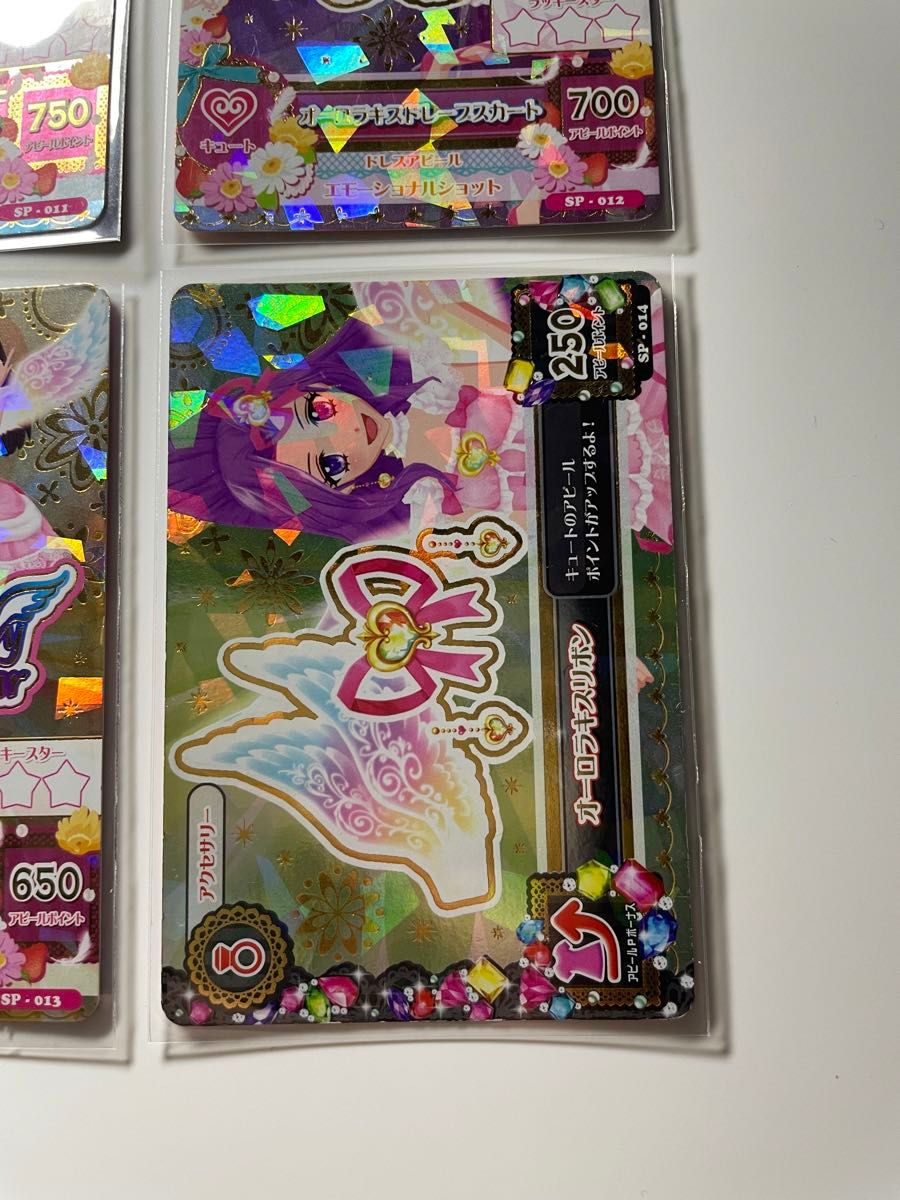 750
アピールポイント
SP - 011
ラッキースター
キュート
オーロラキスドレープスカート
700
アピールポイント
ドレスアピール
エモーショナルショット
SP - 012
キースター
650
アピールポイント
SP - 013
アクセサリー
オーロラキスリボン
キュートのアピール
ポイントがアップするよ!
250
アピールポイント
SP - 014
アピールPボーナス